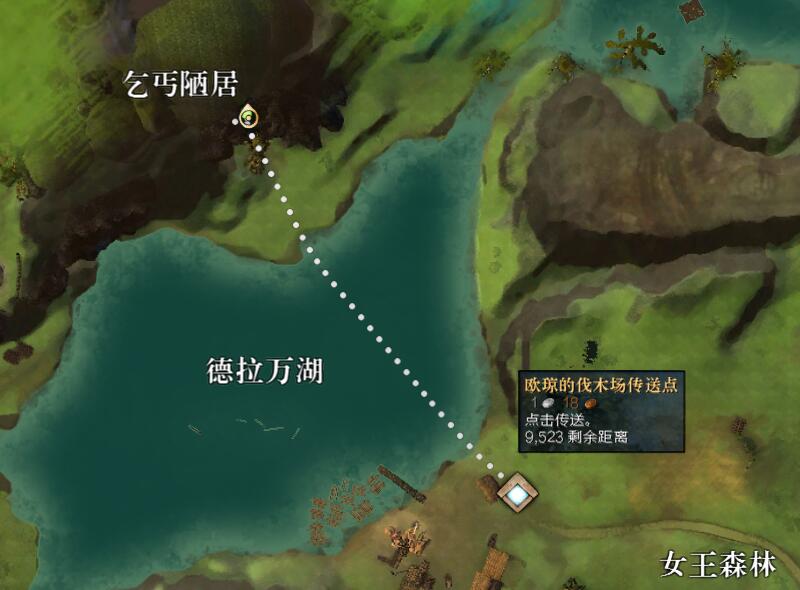 乞丐陋居
德拉万湖
欧琼的伐木场传送点
1 18
点击传送。
9,523 剩余距离
女王森林